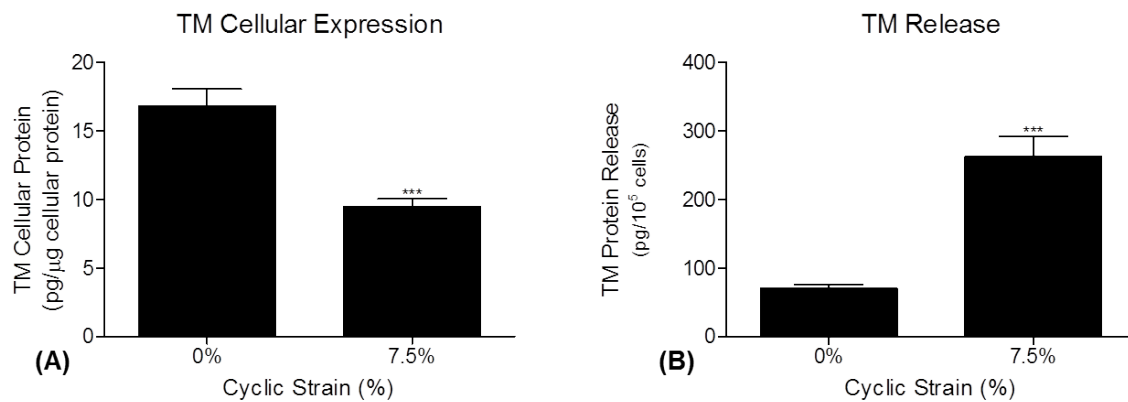 TM Cellular Expression
TM Cellular Protein
(pg/μg cellular protein)
20
15
10
5
0
***
0%
7.5%
(A)
Cyclic Strain (%)
TM Release
TM Protein Release
(pg/10⁵ cells)
400
300
200
100
0
***
0%
7.5%
(B)
Cyclic Strain (%)